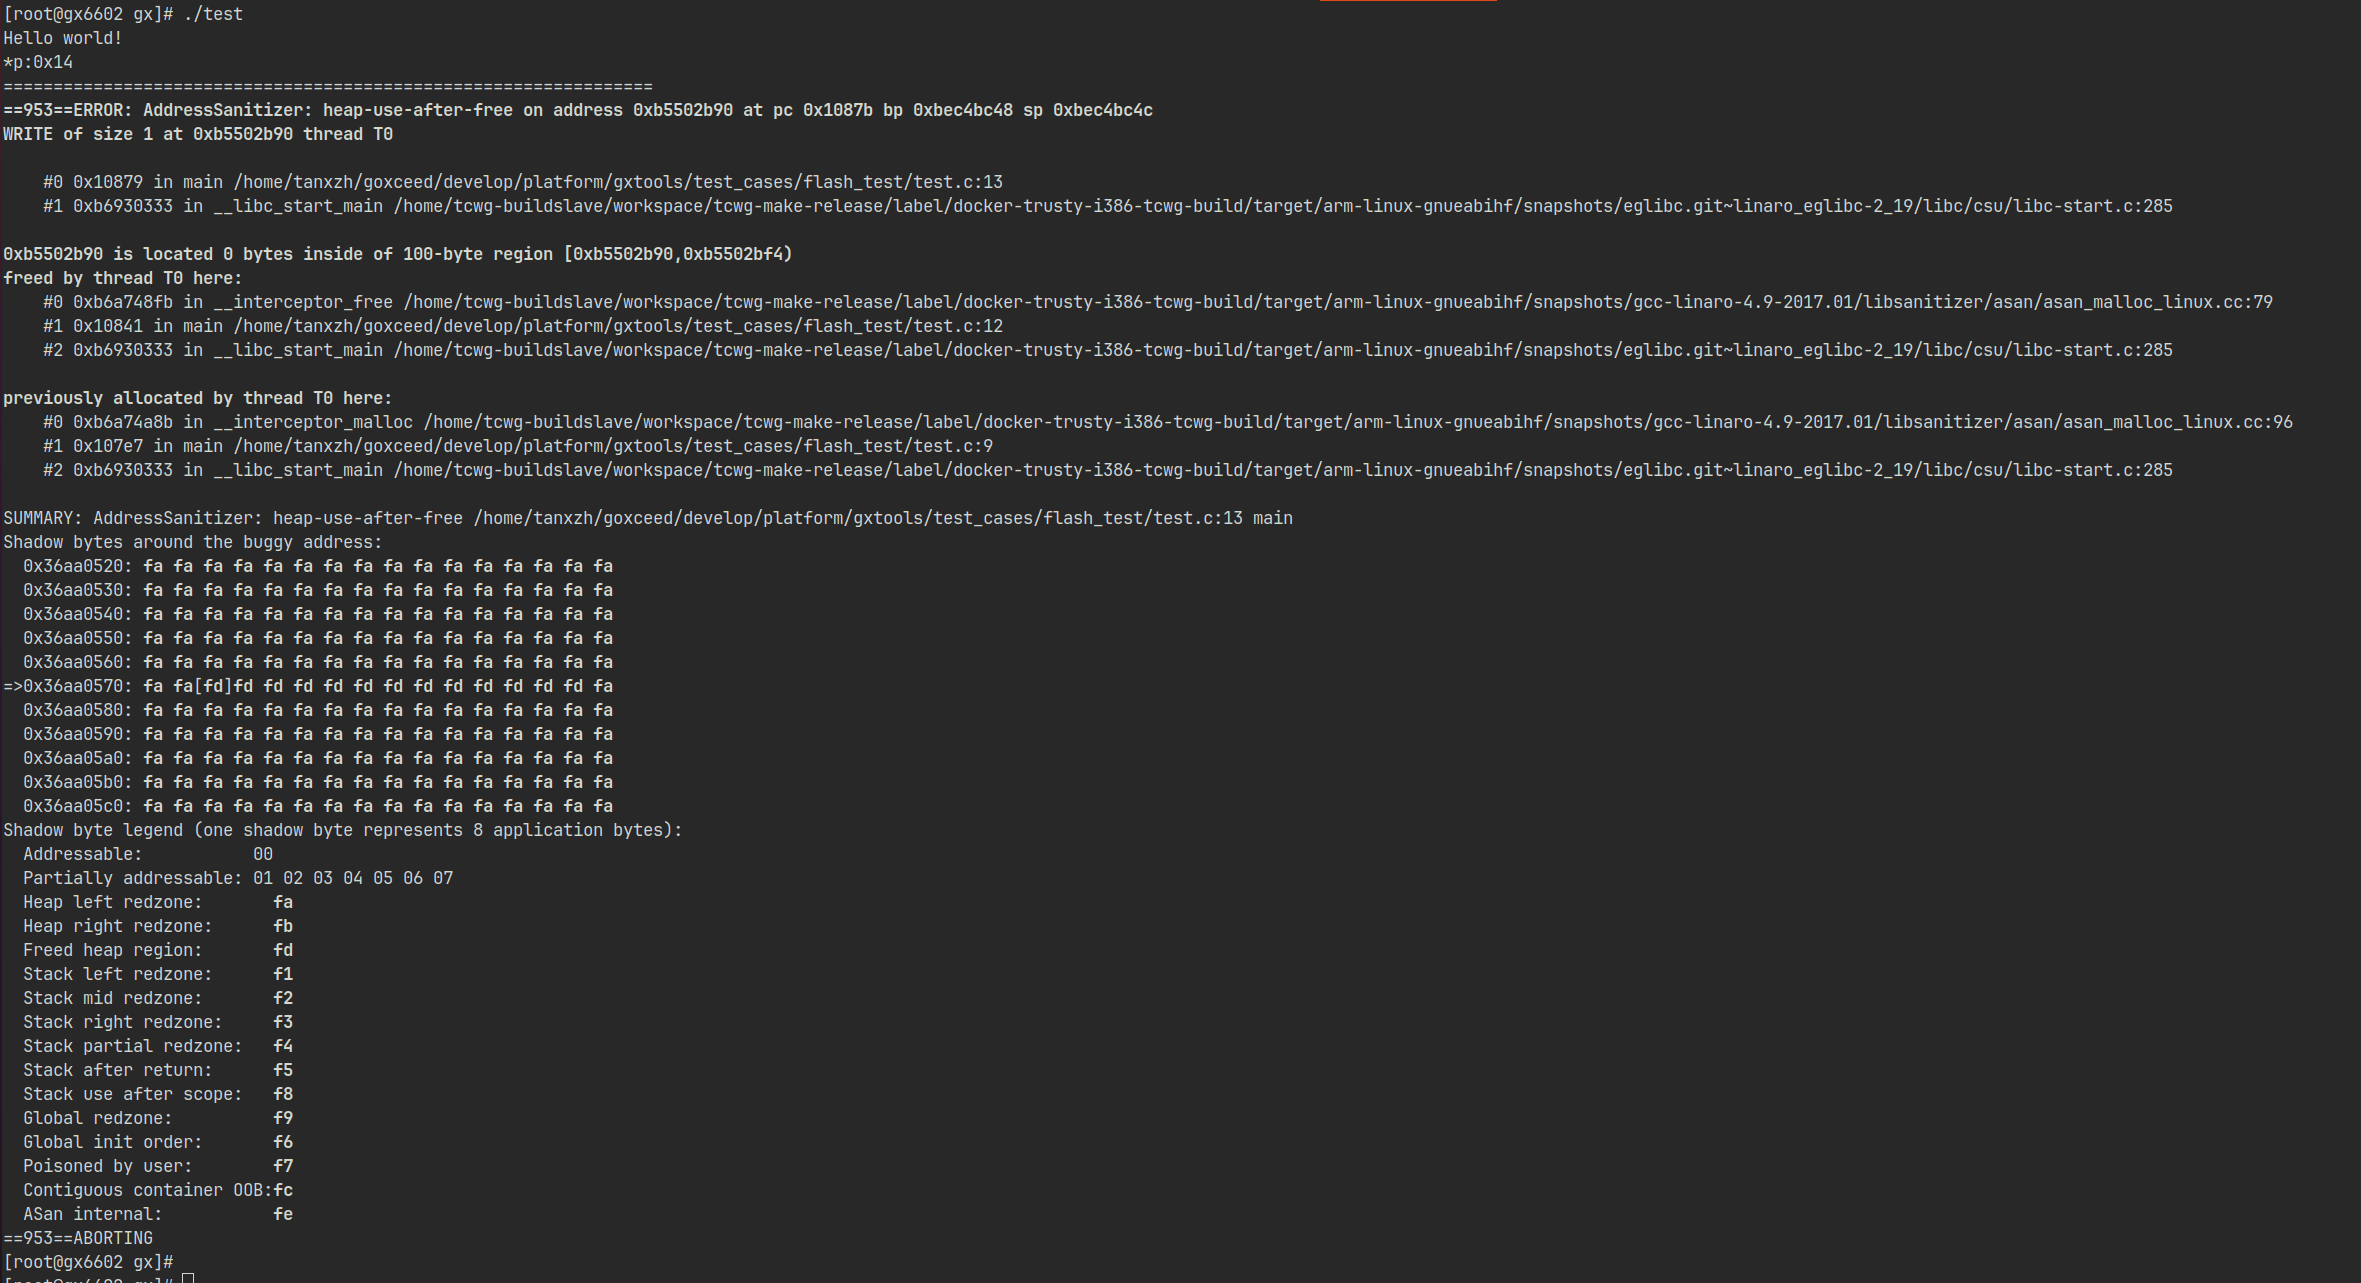 [root@gx6602 gx]# ./test
Hello world!
*p:0x14
=================================================================
==953==ERROR: AddressSanitizer: heap-use-after-free on address 0xb5502b90 at pc 0x1087b bp 0xbec4bc48 sp 0xbec4bc4c
WRITE of size 1 at 0xb5502b90 thread T0
    #0 0x10879 in main /home/tanxzh/goxceed/develop/platform/gxtools/test_cases/flash_test/test.c:13
    #1 0xb6930333 in __libc_start_main /home/tcwg-buildslave/workspace/tcwg-make-release/label/docker-trusty-i386-tcwg-build/target/arm-linux-gnueabihf/snapshots/eglibc.git~linaro_eglibc-2_19/libc/csu/libc-start.c:285
0xb5502b90 is located 0 bytes inside of 100-byte region [0xb5502b90,0xb5502bf4)
freed by thread T0 here:
    #0 0xb6a748fb in __interceptor_free /home/tcwg-buildslave/workspace/tcwg-make-release/label/docker-trusty-i386-tcwg-build/target/arm-linux-gnueabihf/snapshots/gcc-linaro-4.9-2017.01/libsanitizer/asan/asan_malloc_linux.cc:79
    #1 0x10841 in main /home/tanxzh/goxceed/develop/platform/gxtools/test_cases/flash_test/test.c:12
    #2 0xb6930333 in __libc_start_main /home/tcwg-buildslave/workspace/tcwg-make-release/label/docker-trusty-i386-tcwg-build/target/arm-linux-gnueabihf/snapshots/eglibc.git~linaro_eglibc-2_19/libc/csu/libc-start.c:285
previously allocated by thread T0 here:
    #0 0xb6a74a8b in __interceptor_malloc /home/tcwg-buildslave/workspace/tcwg-make-release/label/docker-trusty-i386-tcwg-build/target/arm-linux-gnueabihf/snapshots/gcc-linaro-4.9-2017.01/libsanitizer/asan/asan_malloc_linux.cc:96
    #1 0x107e7 in main /home/tanxzh/goxceed/develop/platform/gxtools/test_cases/flash_test/test.c:9
    #2 0xb6930333 in __libc_start_main /home/tcwg-buildslave/workspace/tcwg-make-release/label/docker-trusty-i386-tcwg-build/target/arm-linux-gnueabihf/snapshots/eglibc.git~linaro_eglibc-2_19/libc/csu/libc-start.c:285
SUMMARY: AddressSanitizer: heap-use-after-free /home/tanxzh/goxceed/develop/platform/gxtools/test_cases/flash_test/test.c:13 main
Shadow bytes around the buggy address:
  0x36aa0520: fa fa fa fa fa fa fa fa fa fa fa fa fa fa fa fa
  0x36aa0530: fa fa fa fa fa fa fa fa fa fa fa fa fa fa fa fa
  0x36aa0540: fa fa fa fa fa fa fa fa fa fa fa fa fa fa fa fa
  0x36aa0550: fa fa fa fa fa fa fa fa fa fa fa fa fa fa fa fa
  0x36aa0560: fa fa fa fa fa fa fa fa fa fa fa fa fa fa fa fa
=>0x36aa0570: fa fa[fd]fd fd fd fd fd fd fd fd fd fd fd fd fa
  0x36aa0580: fa fa fa fa fa fa fa fa fa fa fa fa fa fa fa fa
  0x36aa0590: fa fa fa fa fa fa fa fa fa fa fa fa fa fa fa fa
  0x36aa05a0: fa fa fa fa fa fa fa fa fa fa fa fa fa fa fa fa
  0x36aa05b0: fa fa fa fa fa fa fa fa fa fa fa fa fa fa fa fa
  0x36aa05c0: fa fa fa fa fa fa fa fa fa fa fa fa fa fa fa fa
Shadow byte legend (one shadow byte represents 8 application bytes):
  Addressable:           00
  Partially addressable: 01 02 03 04 05 06 07
  Heap left redzone:       fa
  Heap right redzone:      fb
  Freed heap region:       fd
  Stack left redzone:      f1
  Stack mid redzone:       f2
  Stack right redzone:     f3
  Stack partial redzone:   f4
  Stack after return:      f5
  Stack use after scope:   f8
  Global redzone:          f9
  Global init order:       f6
  Poisoned by user:        f7
  Contiguous container OOB:fc
  ASan internal:           fe
==953==ABORTING
[root@gx6602 gx]#
[root@gx6602 gx]#